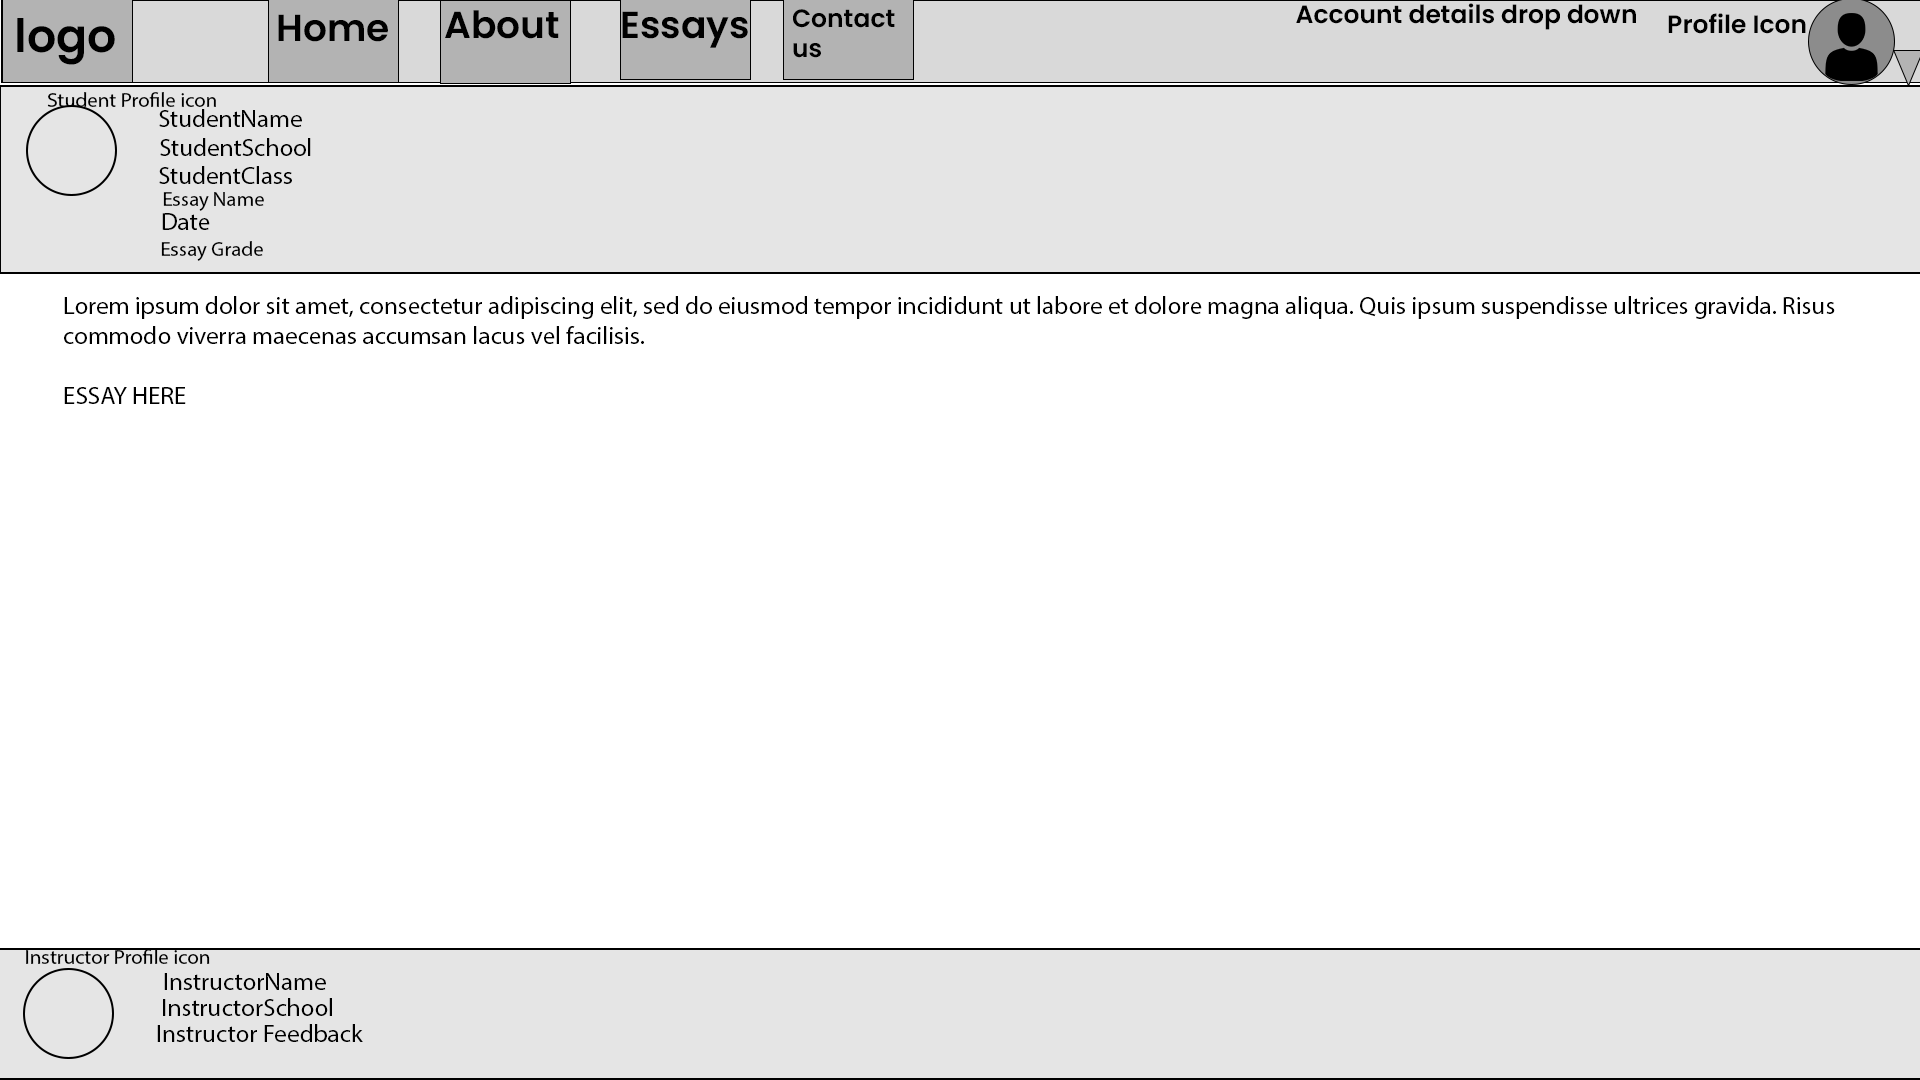 logo
Home
About
Essays
Contact
us
Account details drop down
Profile Icon
Student Profile icon
StudentName
StudentSchool
StudentClass
Essay Name
Date
Essay Grade
Lorem ipsum dolor sit amet, consectetur adipiscing elit, sed do eiusmod tempor incididunt ut labore et dolore magna aliqua. Quis ipsum suspendisse ultrices gravida. Risus
commodo viverra maecenas accumsan lacus vel facilisis.
ESSAY HERE
Instructor Profile icon
InstructorName
InstructorSchool
Instructor Feedback